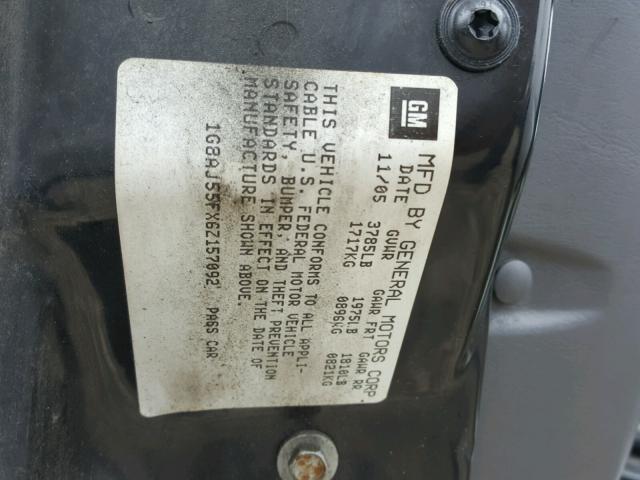 GM
MFD BY GENERAL MOTORS CORP
DATE GVWR GAWR FRT GAWR RR
11/05 3785LB 1975LB 1810LB
1717KG 0896KG 0821KG
THIS VEHICLE CONFORMS TO ALL APPLI-
CABLE U.S. FEDERAL MOTOR VEHICLE
SAFETY, BUMPER, AND THEFT PREVENTION
STANDARDS IN EFFECT ON THE DATE OF
MANUFACTURE SHOWN ABOVE.
1G8AJ55FX6Z157092 PASS CAR